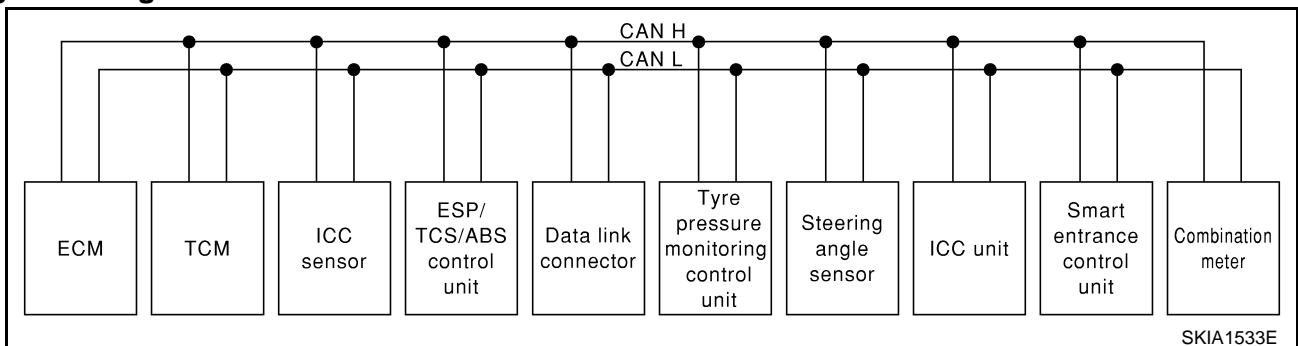 CAN H
CAN L
ECM
TCM
ICC
sensor
ESP/
TCS/ABS
control
unit
Data link
connector
Tyre
pressure
monitoring
control
unit
Steering
angle
sensor
ICC unit
Smart
entrance
control
unit
Combination
meter
SKIA1533E